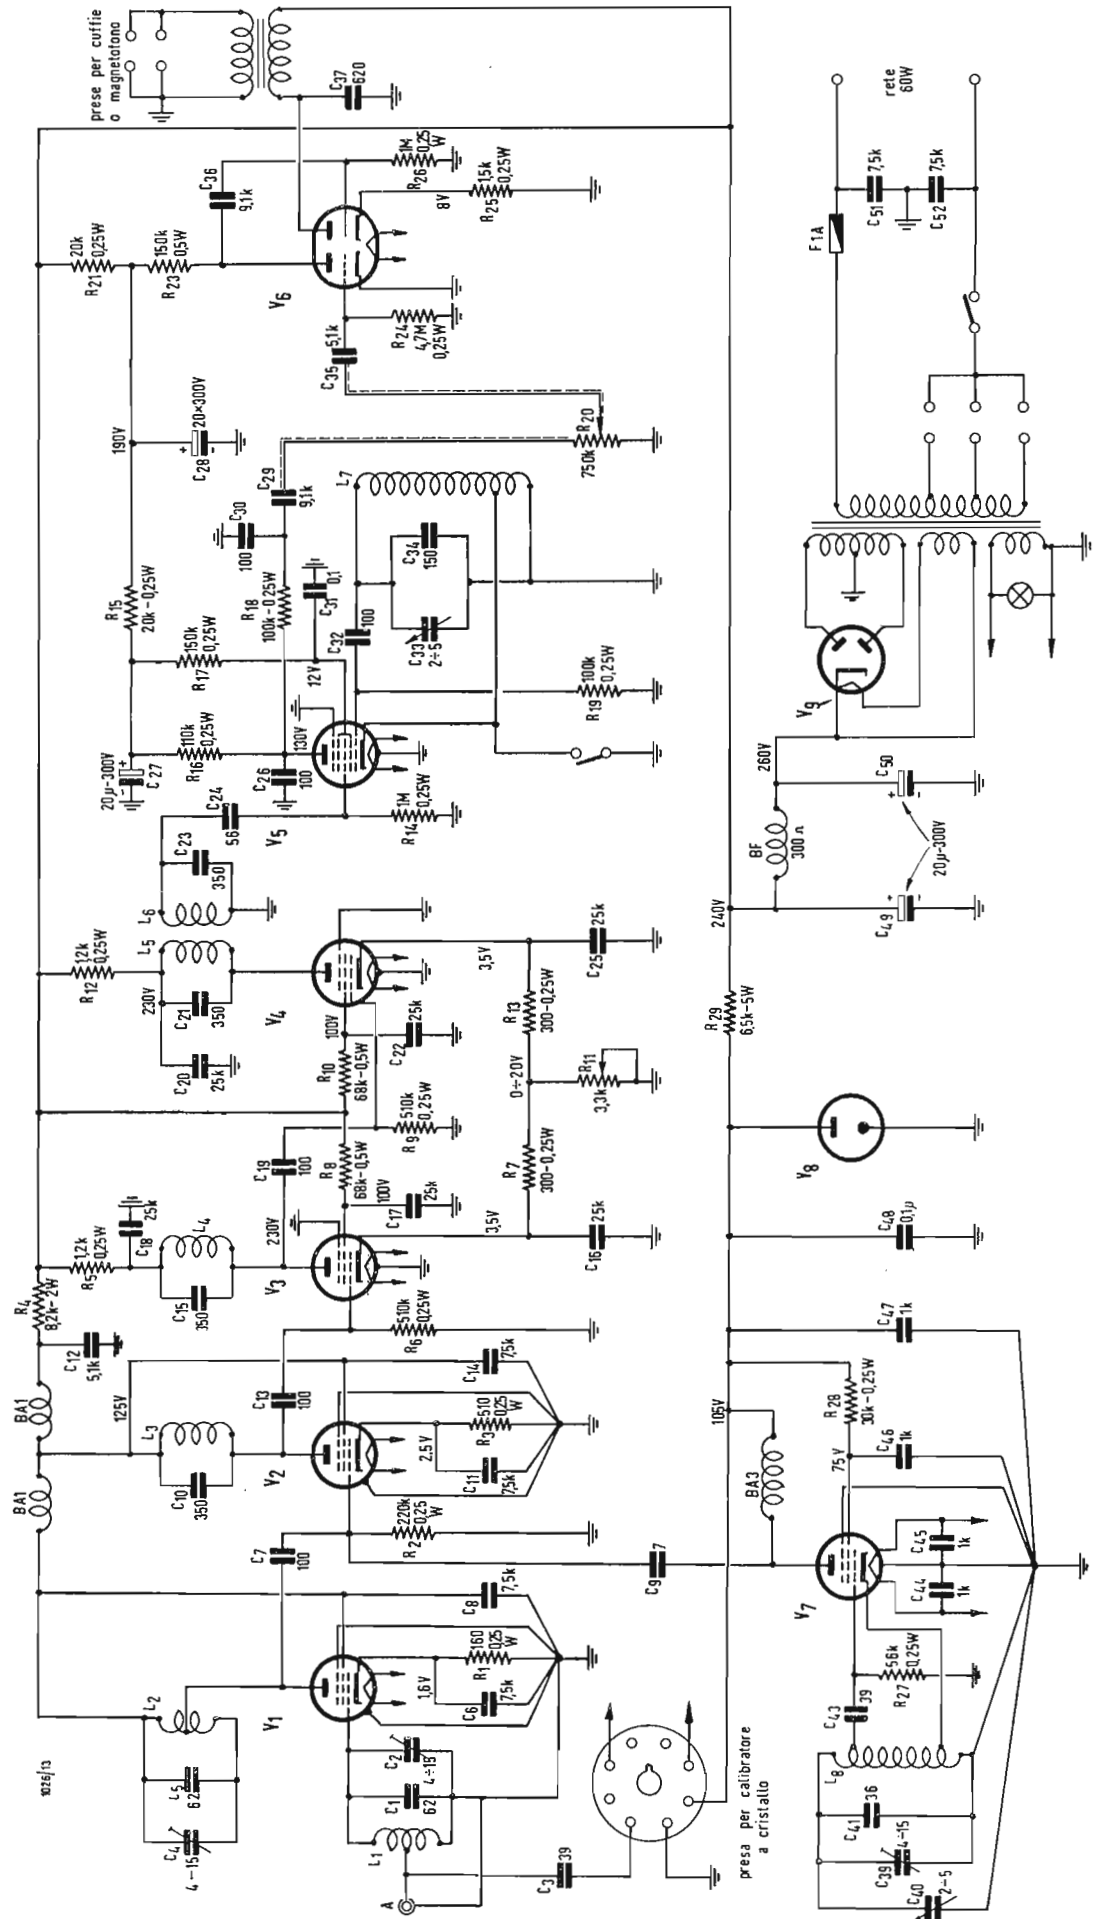 1026/13
C4
4-15
L5
62
L2
V1
BA1
BA1
R4
8,2k-2W
C12
5,1k
125V
L3
C10
350
V2
C7
100
C13
100
R5
1,2k
0,25W
C18
25k
L4
C15
350
230V
V3
C19
100
R12
1,2k
0,25W
230V
L5
L6
C20
25k
C21
350
C23
350
C24
56
V4
V5
20µ-300V
C27
R16
110k
0,25W
R17
150k
0,25W
R15
20k-0,25W
190V
C28
20×300V
R21
20k
0,25W
R23
150k
0,5W
C36
9,1k
prese per cuffie
o magnetofono
C37
620
A
L1
C1
62
C2
4÷15
1,6V
C6
7,5k
R1
160
0,25
W
C8
7,5k
R2
220k
0,25
W
2,5V
C11
7,5k
R3
510
0,25
W
C14
7,5k
R6
510k
0,25W
100V
C17
25k
R8
68k-0,5W
R9
510k
0,25W
R10
68k-0,5W
100V
C22
25k
3,5V
C16
25k
R7
300-0,25W
0÷20V
R11
3,3k
R13
300-0,25W
3,5V
C25
25k
R14
1M
0,25W
C26
100
130V
12V
R18
100k-0,25W
C30
100
C29
9,1k
C31
0,1
C32
100
C33
2÷5
C34
150
L7
R19
100k
0,25W
R20
750k
C35
5,1k
R24
4,7M
0,25W
V6
R26
1M
0,25
W
8V
R25
1,5k
0,25W
C3
39
presa per calibratore
a cristallo
C9
7
BA3
105V
R29
6,5k-5W
240V
BF
300Ω
260V
C49
20µ-300V
C50
V9
F1A
C51
7,5k
C52
7,5k
rete
60W
C40
2÷5
C39
4-15
C41
36
L8
C43
39
R27
56k
0,25W
V7
C44
1k
C45
1k
75V
R28
30k-0,25W
C46
1k
C47
1k
C48
0,1µ
V8